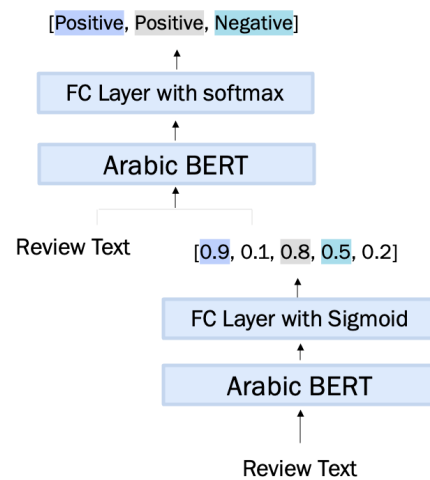 [Positive, Positive, Negative]
FC Layer with softmax
Arabic BERT
Review Text
[0.9, 0.1, 0.8, 0.5, 0.2]
FC Layer with Sigmoid
Arabic BERT
Review Text